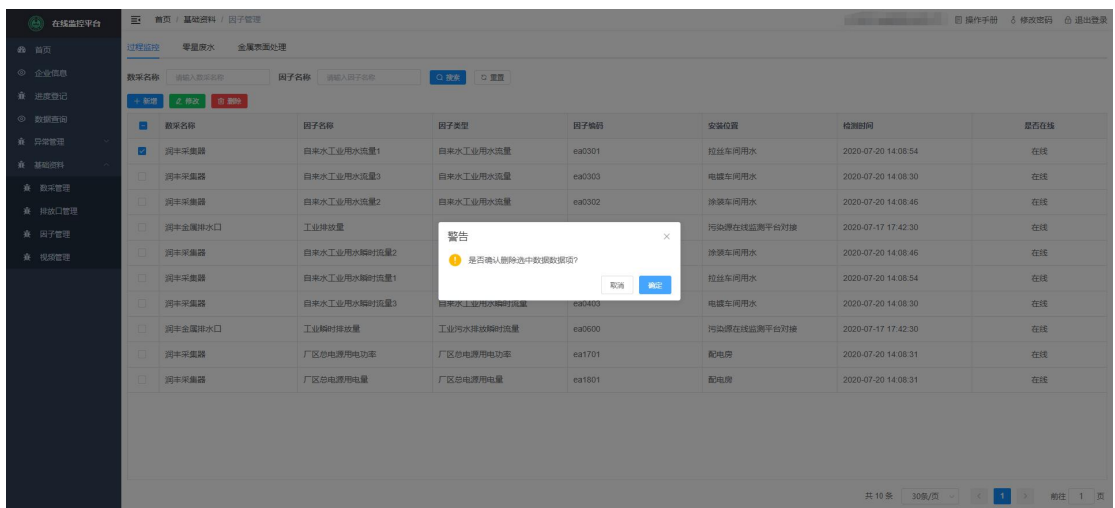 在线监控平台
首页 / 基础资料 / 因子管理
操作手册 修改密码 退出登录
首页
企业信息
进度登记
数据查询
异常管理
基础资料
数采管理
排放口管理
因子管理
视频管理
过程监控 零星废水 金属表面处理
数采名称 请输入数采名称 因子名称 请输入因子名称 搜索 重置
+ 新增 修改 删除
数采名称 因子名称 因子类型 因子编码 安装位置 检测时间 是否在线
润丰采集器 自来水工业用水流量1 自来水工业用水流量 ea0301 拉丝车间用水 2020-07-20 14:08:54 在线
润丰采集器 自来水工业用水流量3 自来水工业用水流量 ea0303 电镀车间用水 2020-07-20 14:08:30 在线
润丰采集器 自来水工业用水流量2 自来水工业用水流量 ea0302 涂装车间用水 2020-07-20 14:08:46 在线
润丰金属排水口 工业排放量 污染源在线监测平台对接 2020-07-17 17:42:30 在线
润丰采集器 自来水工业用水瞬时流量2 涂装车间用水 2020-07-20 14:08:46 在线
润丰采集器 自来水工业用水瞬时流量1 拉丝车间用水 2020-07-20 14:08:54 在线
润丰采集器 自来水工业用水瞬时流量3 自来水工业用水瞬时流量 ea0403 电镀车间用水 2020-07-20 14:08:30 在线
润丰金属排水口 工业瞬时排放量 工业污水排放瞬时流量 ea0600 污染源在线监测平台对接 2020-07-17 17:42:30 在线
润丰采集器 厂区总电源用电功率 厂区总电源用电功率 ea1701 配电房 2020-07-20 14:08:31 在线
润丰采集器 厂区总电源用电量 厂区总电源用电量 ea1801 配电房 2020-07-20 14:08:31 在线
警告
是否确认删除选中数据数据项?
取消 确定
共 10 条 30条/页 1 前往 1 页